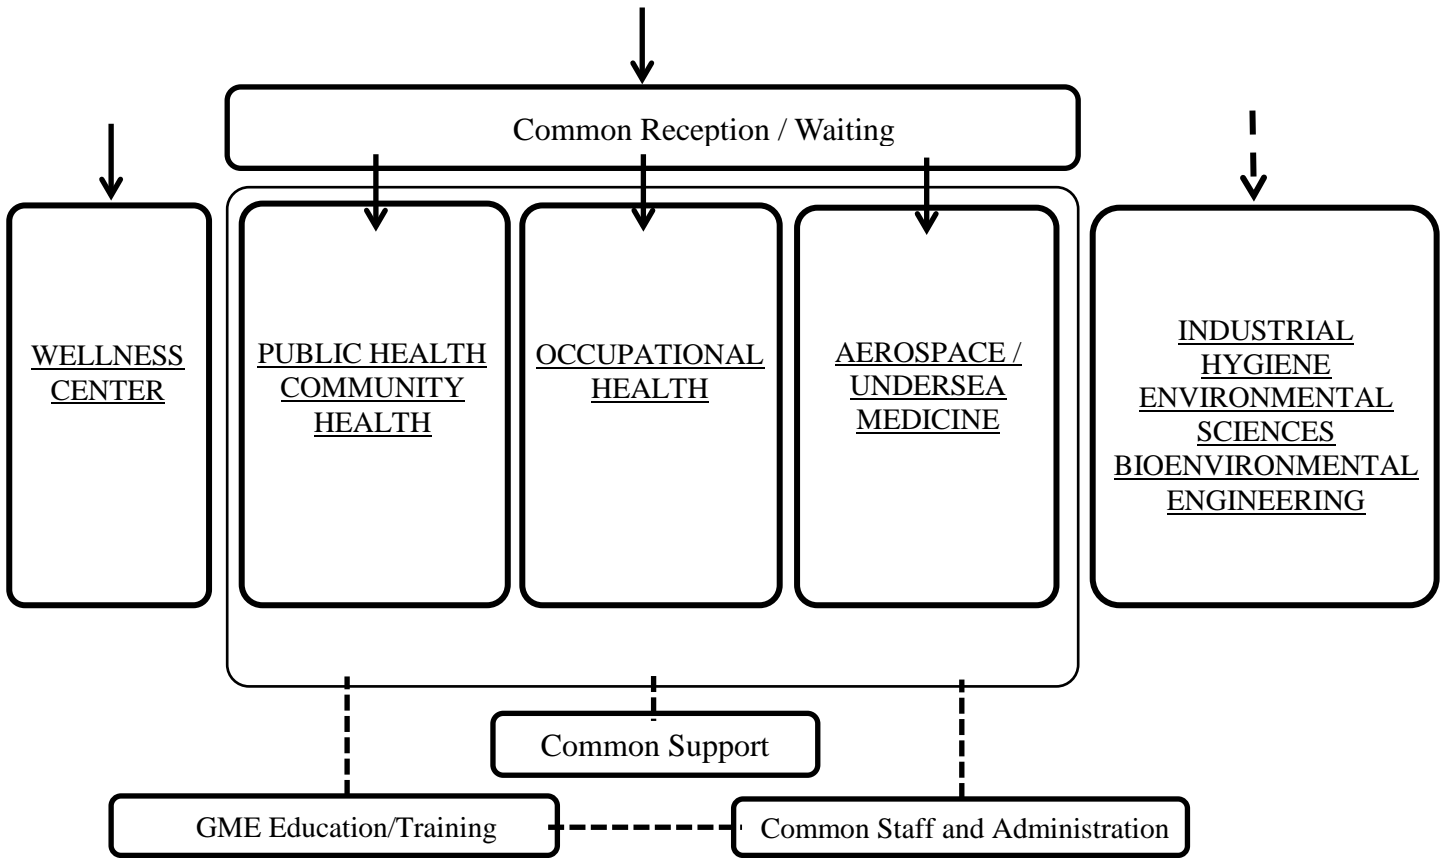 Common Reception / Waiting
WELLNESS
CENTER
PUBLIC HEALTH
COMMUNITY
HEALTH
OCCUPATIONAL
HEALTH
AEROSPACE /
UNDERSEA
MEDICINE
INDUSTRIAL
HYGIENE
ENVIRONMENTAL
SCIENCES
BIOENVIRONMENTAL
ENGINEERING
Common Support
GME Education/Training
Common Staff and Administration